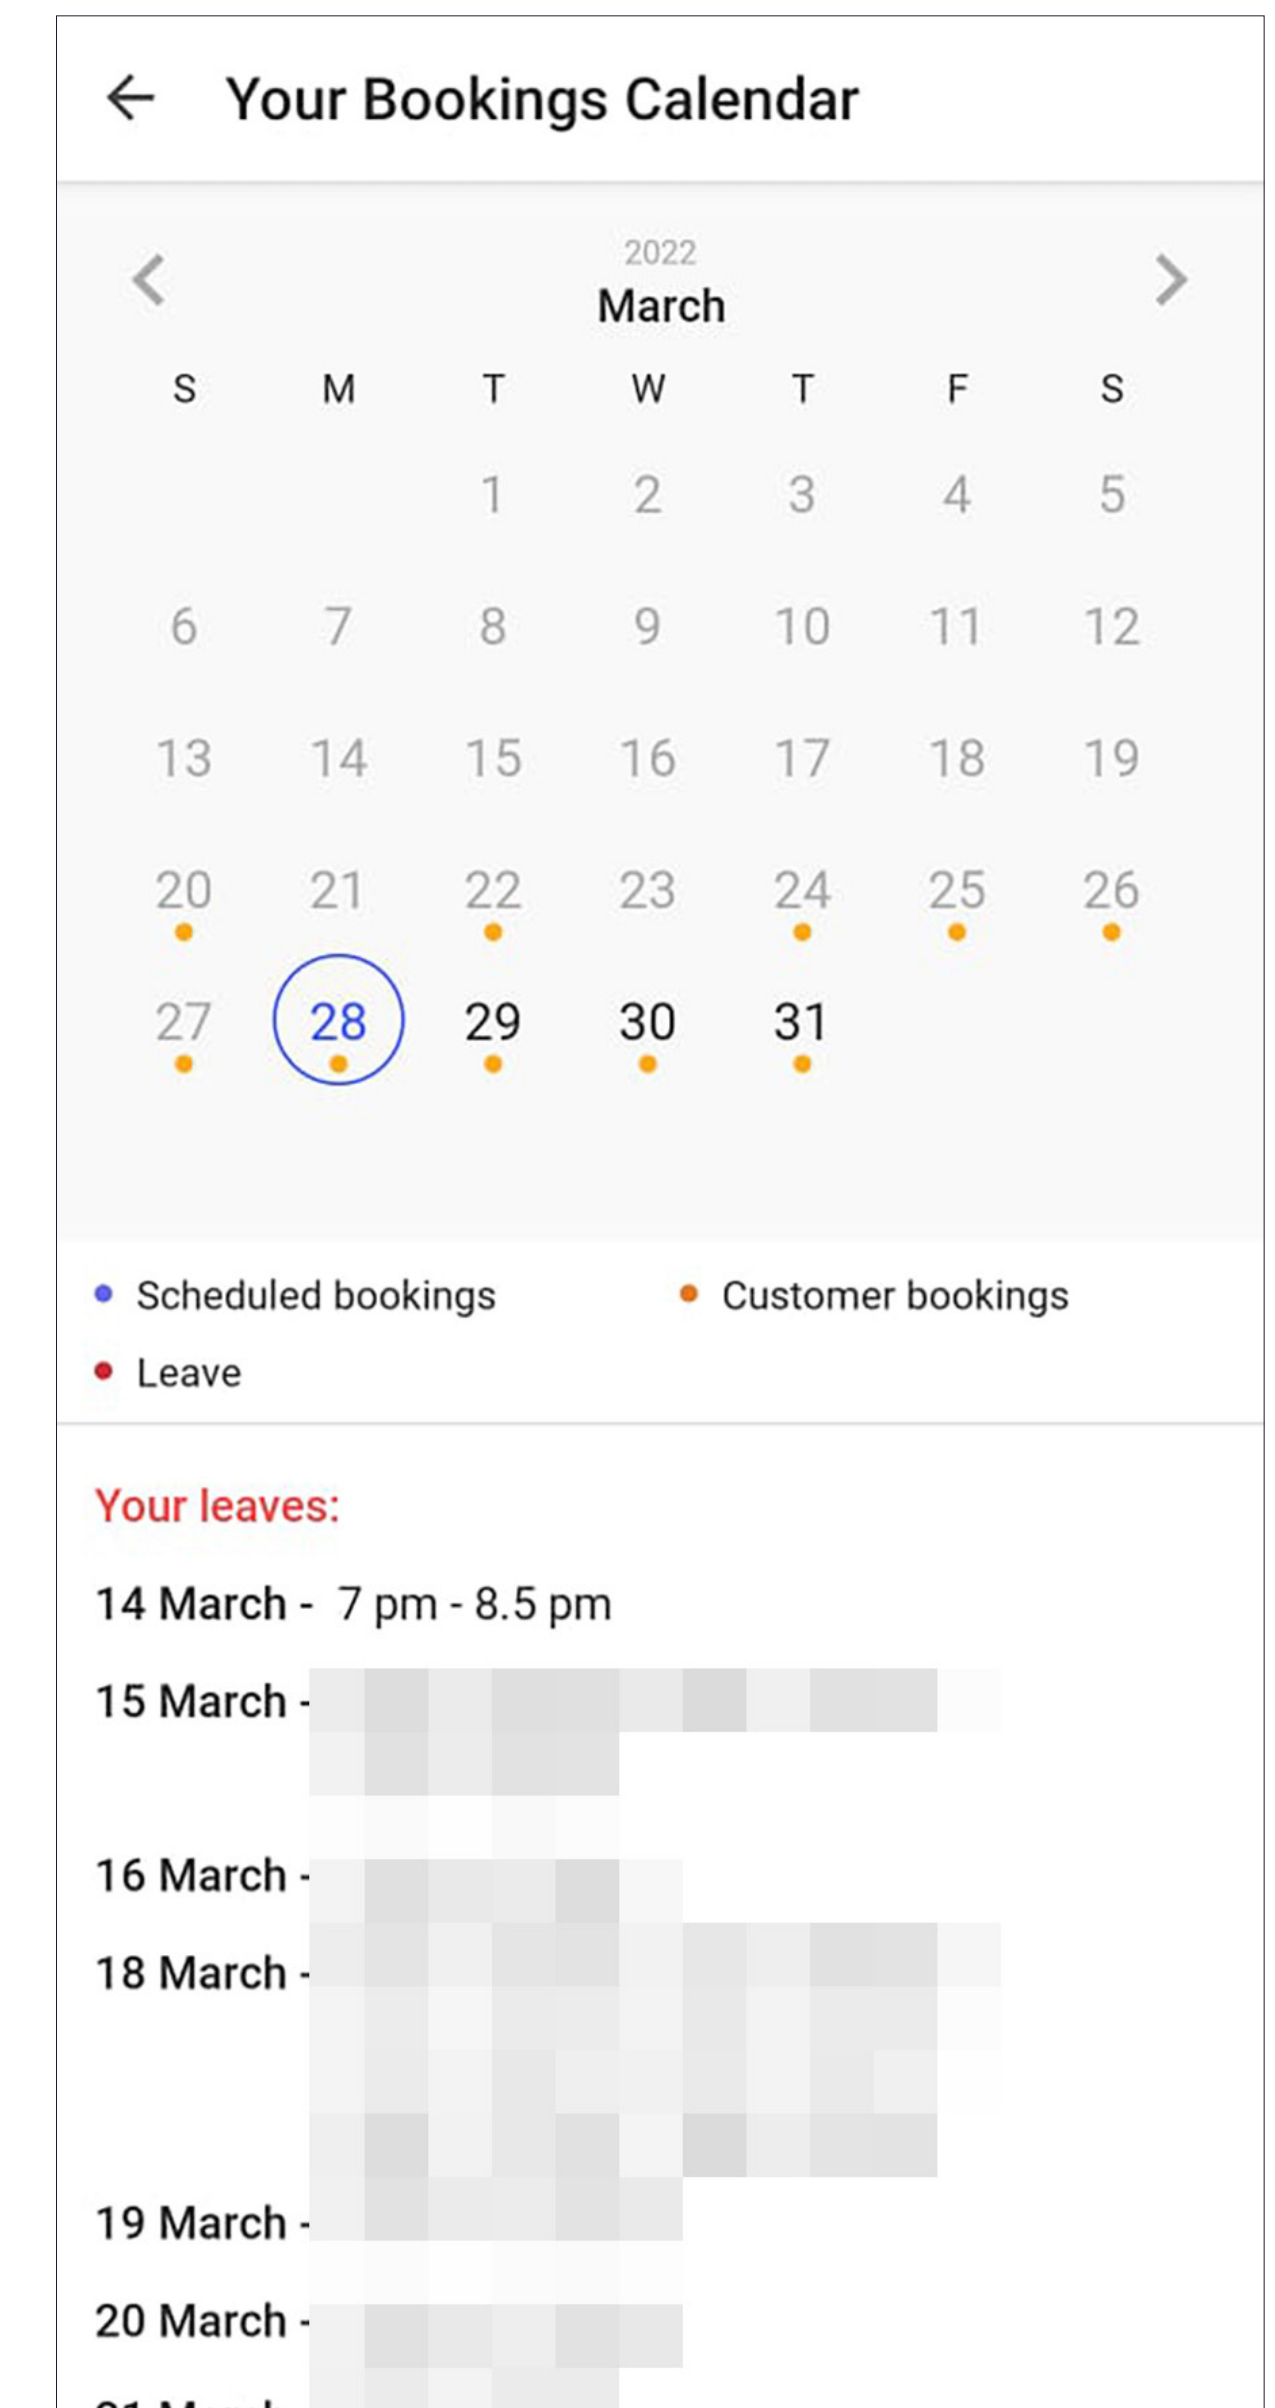 Your Bookings Calendar
2022
March
S M T W T F S
1 2 3 4 5
6 7 8 9 10 11 12
13 14 15 16 17 18 19
20 21 22 23 24 25 26
27 28 29 30 31
Scheduled bookings Customer bookings
Leave
Your leaves:
14 March - 7 pm - 8.5 pm
15 March -
16 March -
18 March -
19 March -
20 March -